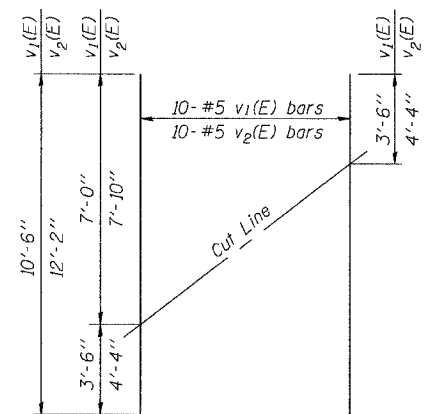 v₁(E)
v₂(E)
v₁(E)
v₂(E)
v₁(E)
v₂(E)
10- #5 v₁(E) bars
10- #5 v₂(E) bars
3'-6"
4'-4"
7'-0"
7'-10"
Cut Line
10'-6"
12'-2"
3'-6"
4'-4"